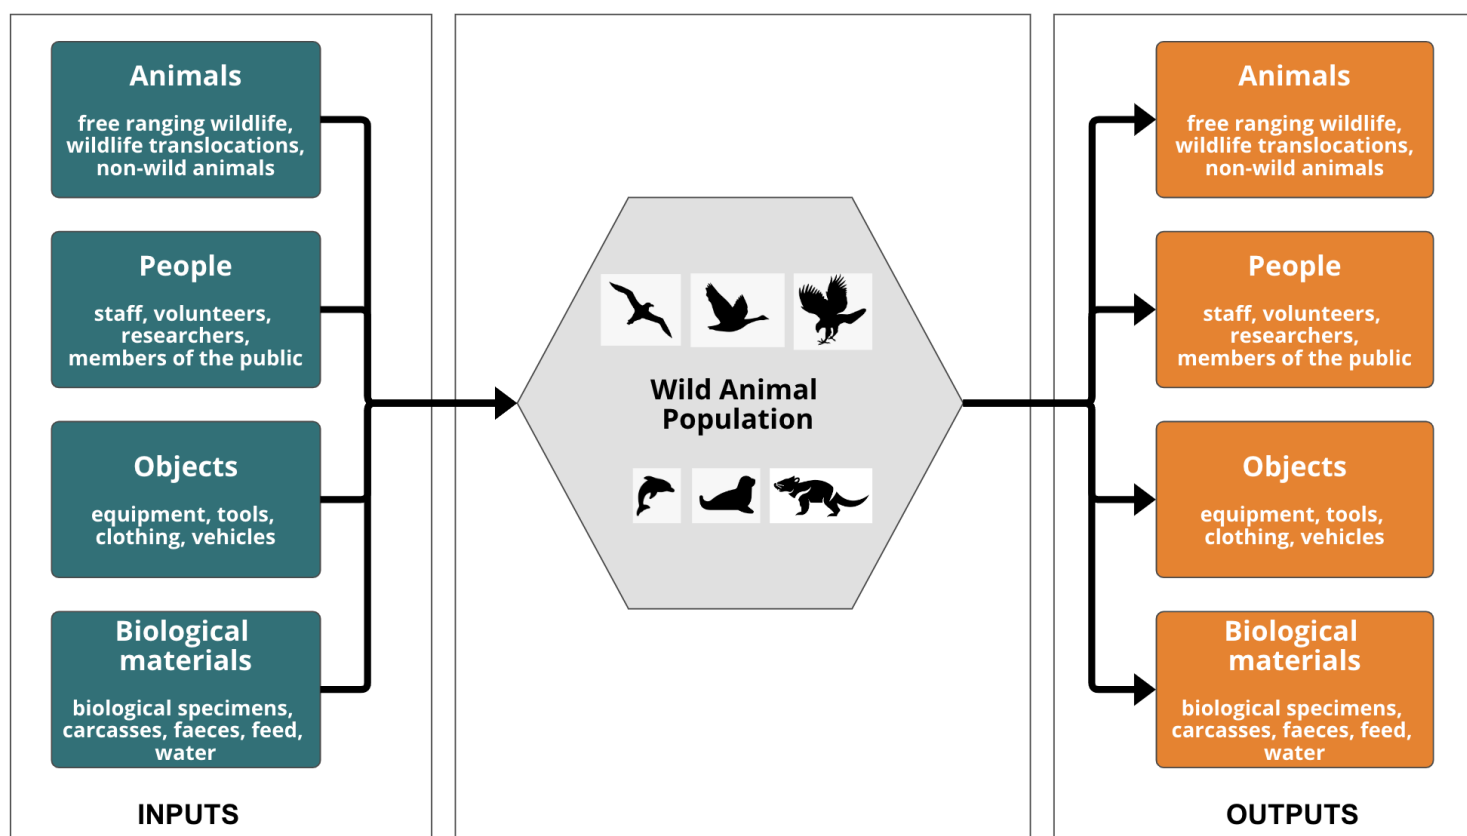 Animals
free ranging wildlife,
wildlife translocations,
non-wild animals
People
staff, volunteers,
researchers,
members of the public
Objects
equipment, tools,
clothing, vehicles
Biological
materials
biological specimens,
carcasses, faeces, feed,
water
INPUTS
Wild Animal
Population
Animals
free ranging wildlife,
wildlife translocations,
non-wild animals
People
staff, volunteers,
researchers,
members of the public
Objects
equipment, tools,
clothing, vehicles
Biological
materials
biological specimens,
carcasses, faeces, feed,
water
OUTPUTS